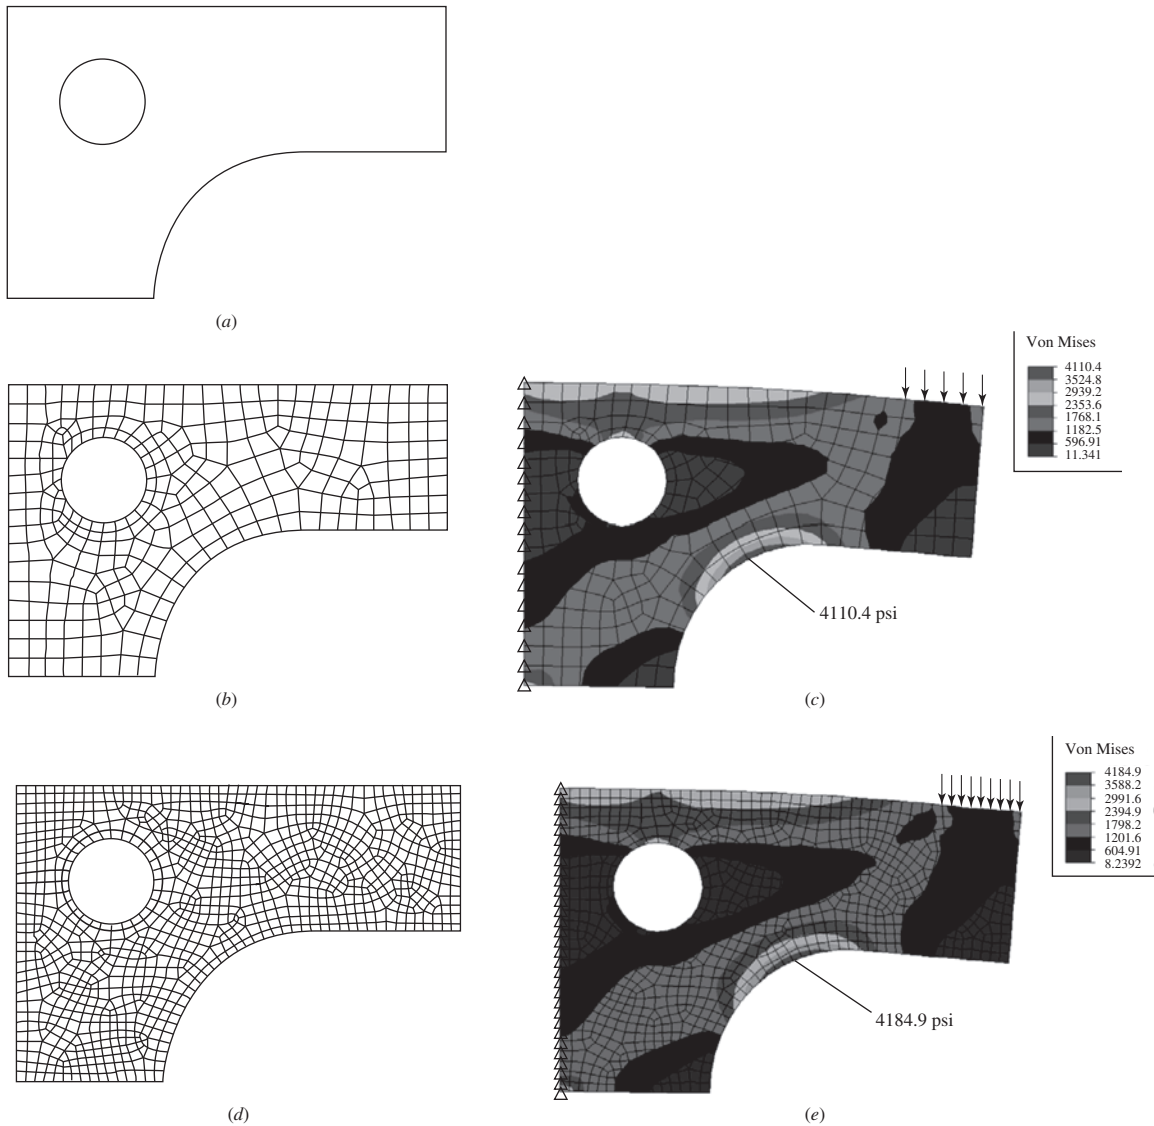 (a)
Von Mises
4110.4
3524.8
2939.2
2353.6
1768.1
1182.5
596.91
11.341
4110.4 psi
(b)
(c)
Von Mises
4184.9
3588.2
2991.6
2394.9
1798.2
1201.6
604.91
8.2392
4184.9 psi
(d)
(e)